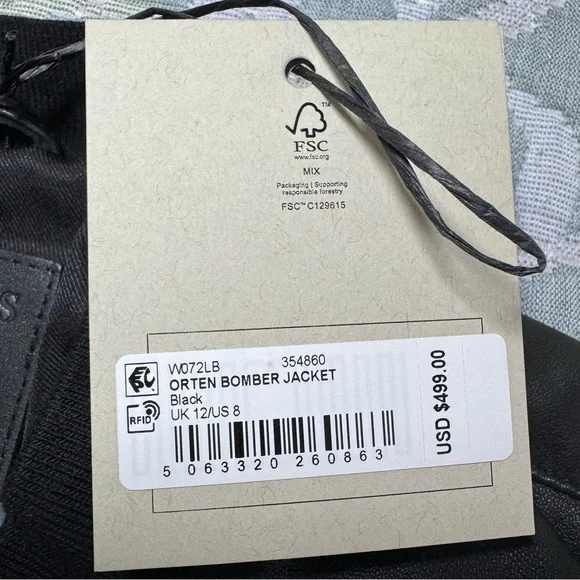 ™
FSC
www.fsc.org
MIX
Packaging | Supporting
responsible forestry
FSC™ C129615
W072LB 354860
ORTEN BOMBER JACKET
Black
UK 12/US 8
RFID
5 063320 260863
USD $499.00
S